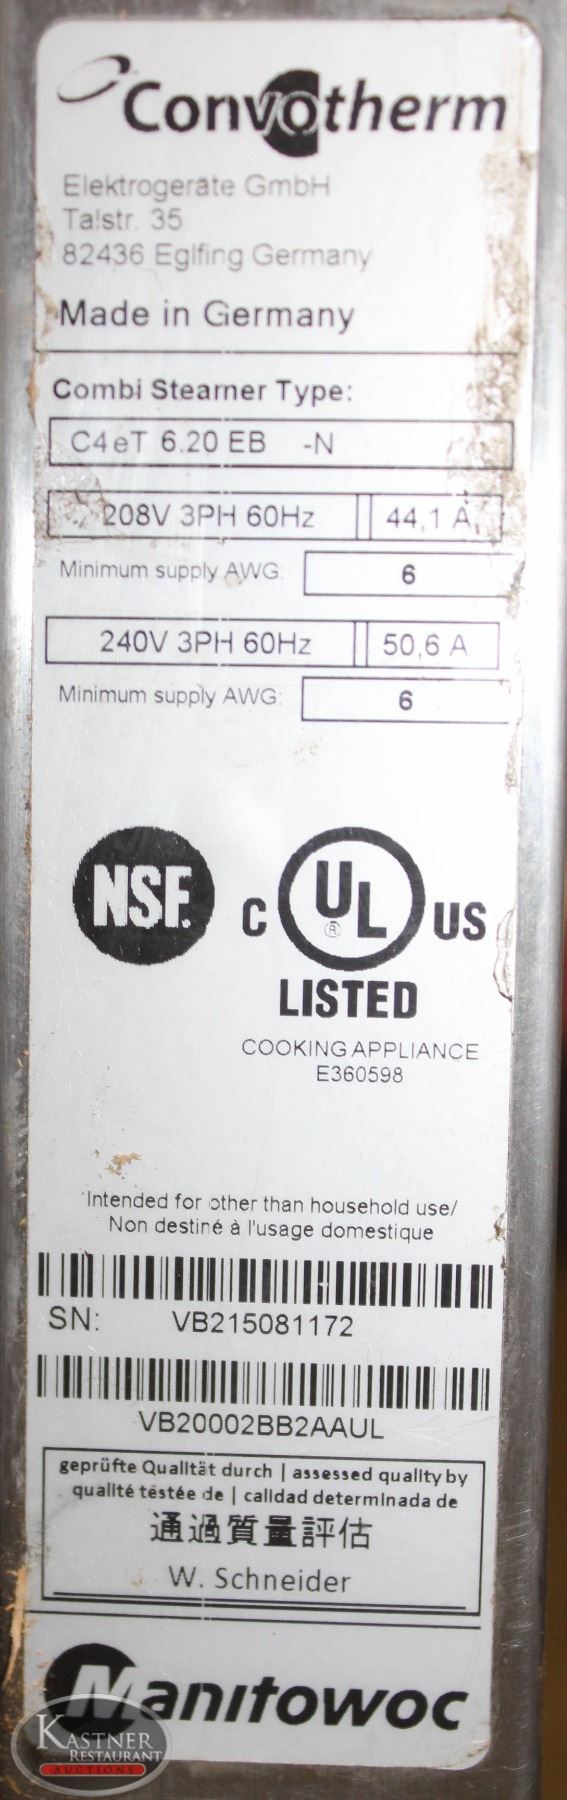 Convotherm
Elektrogeräte GmbH
Talstr. 35
82436 Eglfing Germany
Made in Germany
Combi Steamer Type:
C4eT 6.20 EB -N
208V 3PH 60Hz 44,1 A
Minimum supply AWG: 6
240V 3PH 60Hz 50,6 A
Minimum supply AWG: 6
NSF.
C UL ® US
LISTED
COOKING APPLIANCE
E360598
Intended for other than household use/
Non destiné à l'usage domestique
SN: VB215081172
VB20002BB2AAUL
geprüfte Qualität durch | assessed quality by
qualité testée de | calidad determinada de
通過質量評估
W. Schneider
Manitowoc
KASTNER
RESTAURANT
AUCTIONS